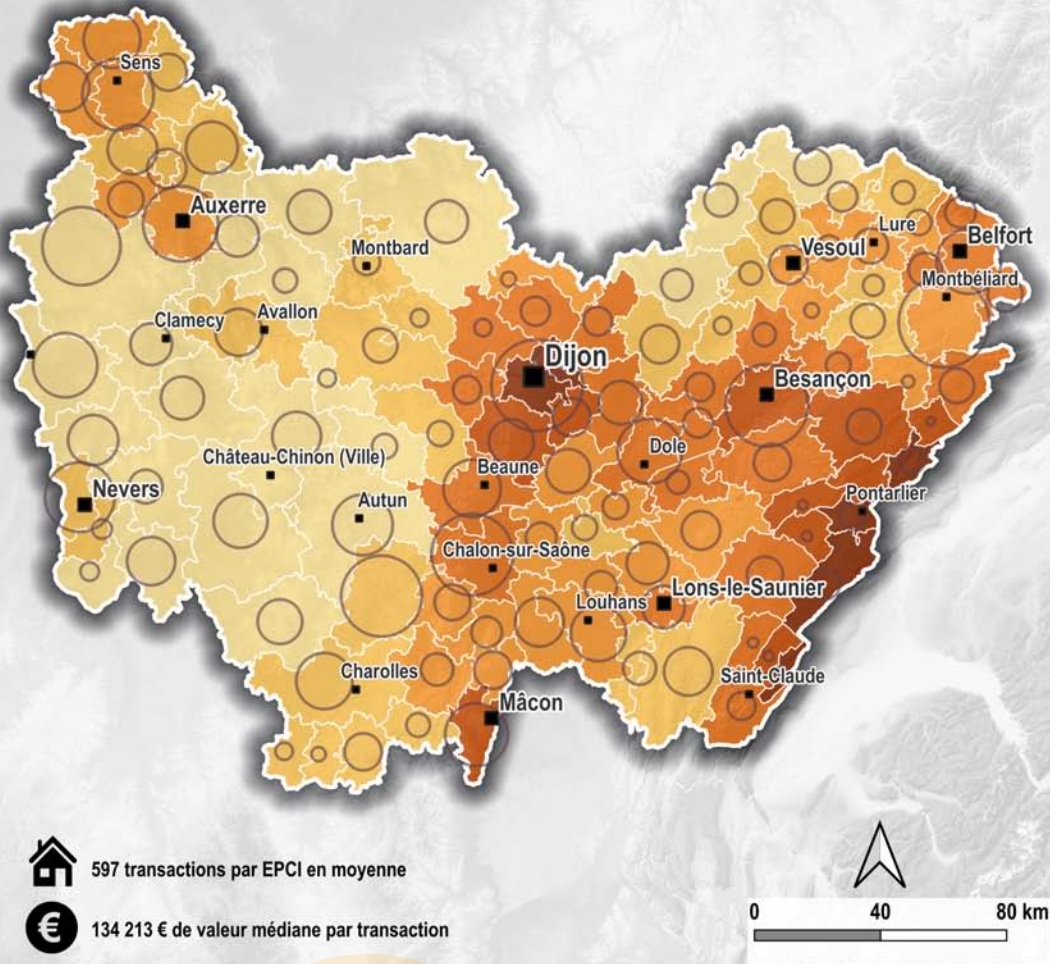 Sens
Auxerre
Montbard
Vesoul
Lure
Belfort
Montbéliard
Clamecy
Avallon
Dijon
Besançon
Dole
Beaune
Château-Chinon (Ville)
Nevers
Autun
Pontarlier
Chalon-sur-Saône
Louhans
Lons-le-Saunier
Charolles
Saint-Claude
Mâcon
597 transactions par EPCI en moyenne
€ 134 213 € de valeur médiane par transaction
0 40 80 km